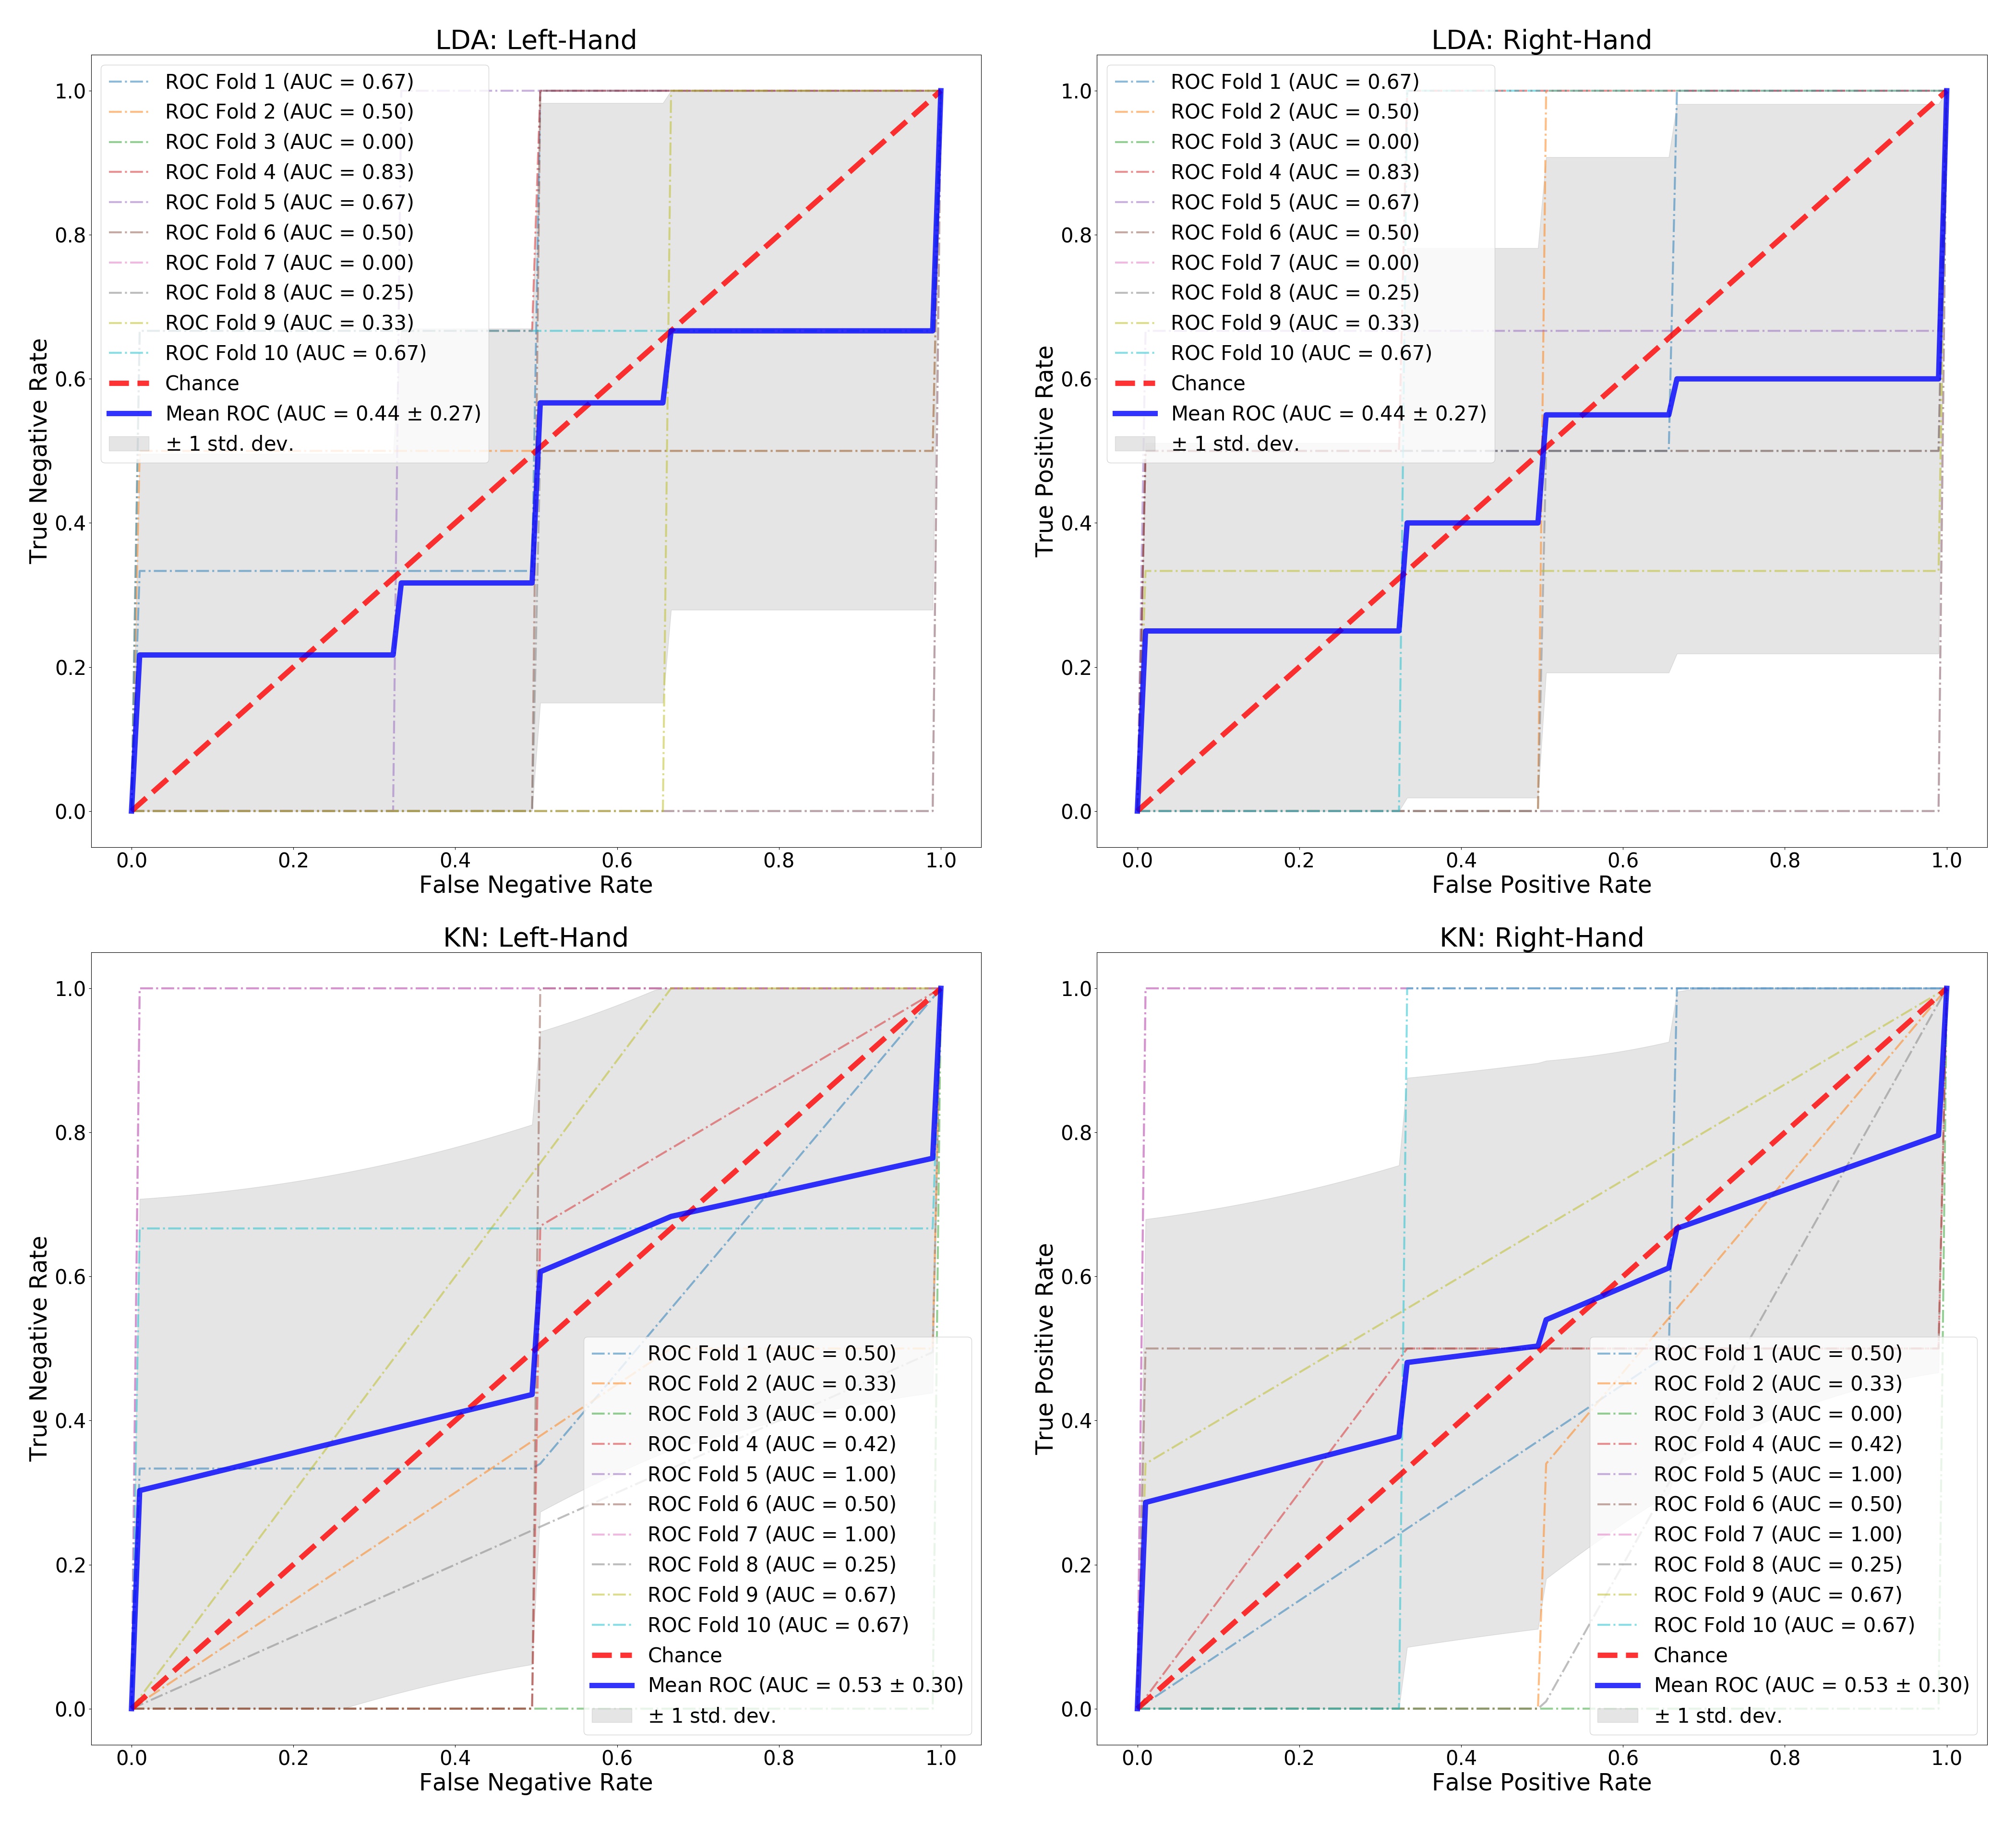 LDA: Left-Hand
1.0
0.8
0.6
0.4
0.2
0.0
True Negative Rate
ROC Fold 1 (AUC = 0.67)
ROC Fold 2 (AUC = 0.50)
ROC Fold 3 (AUC = 0.00)
ROC Fold 4 (AUC = 0.83)
ROC Fold 5 (AUC = 0.67)
ROC Fold 6 (AUC = 0.50)
ROC Fold 7 (AUC = 0.00)
ROC Fold 8 (AUC = 0.25)
ROC Fold 9 (AUC = 0.33)
ROC Fold 10 (AUC = 0.67)
Chance
Mean ROC (AUC = 0.44 ± 0.27)
± 1 std. dev.
0.0 0.2 0.4 0.6 0.8 1.0
False Negative Rate
LDA: Right-Hand
1.0
0.8
0.6
0.4
0.2
0.0
True Positive Rate
ROC Fold 1 (AUC = 0.67)
ROC Fold 2 (AUC = 0.50)
ROC Fold 3 (AUC = 0.00)
ROC Fold 4 (AUC = 0.83)
ROC Fold 5 (AUC = 0.67)
ROC Fold 6 (AUC = 0.50)
ROC Fold 7 (AUC = 0.00)
ROC Fold 8 (AUC = 0.25)
ROC Fold 9 (AUC = 0.33)
ROC Fold 10 (AUC = 0.67)
Chance
Mean ROC (AUC = 0.44 ± 0.27)
± 1 std. dev.
0.0 0.2 0.4 0.6 0.8 1.0
False Positive Rate
KN: Left-Hand
1.0
0.8
0.6
0.4
0.2
0.0
True Negative Rate
ROC Fold 1 (AUC = 0.50)
ROC Fold 2 (AUC = 0.33)
ROC Fold 3 (AUC = 0.00)
ROC Fold 4 (AUC = 0.42)
ROC Fold 5 (AUC = 1.00)
ROC Fold 6 (AUC = 0.50)
ROC Fold 7 (AUC = 1.00)
ROC Fold 8 (AUC = 0.25)
ROC Fold 9 (AUC = 0.67)
ROC Fold 10 (AUC = 0.67)
Chance
Mean ROC (AUC = 0.53 ± 0.30)
± 1 std. dev.
0.0 0.2 0.4 0.6 0.8 1.0
False Negative Rate
KN: Right-Hand
1.0
0.8
0.6
0.4
0.2
0.0
True Positive Rate
ROC Fold 1 (AUC = 0.50)
ROC Fold 2 (AUC = 0.33)
ROC Fold 3 (AUC = 0.00)
ROC Fold 4 (AUC = 0.42)
ROC Fold 5 (AUC = 1.00)
ROC Fold 6 (AUC = 0.50)
ROC Fold 7 (AUC = 1.00)
ROC Fold 8 (AUC = 0.25)
ROC Fold 9 (AUC = 0.67)
ROC Fold 10 (AUC = 0.67)
Chance
Mean ROC (AUC = 0.53 ± 0.30)
± 1 std. dev.
0.0 0.2 0.4 0.6 0.8 1.0
False Positive Rate